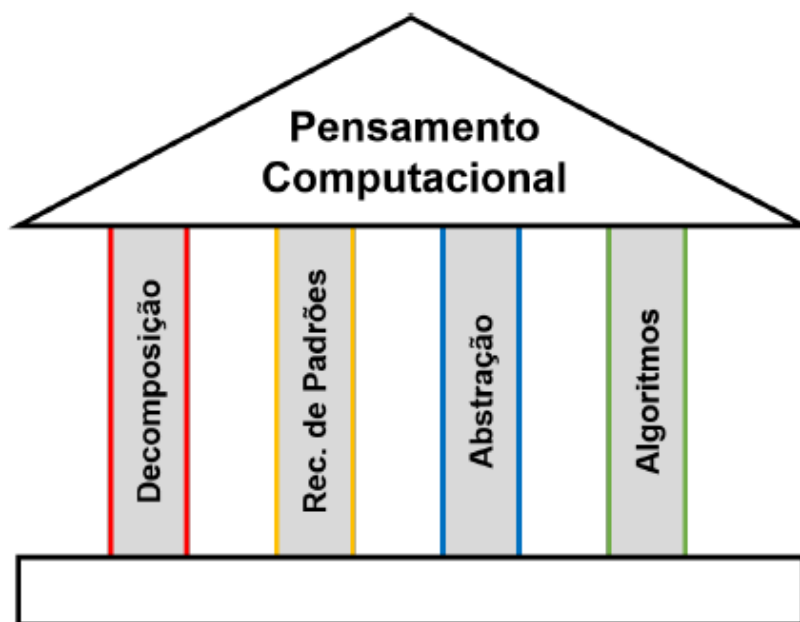 Pensamento
Computacional
Decomposição
Rec. de Padrões
Abstração
Algoritmos